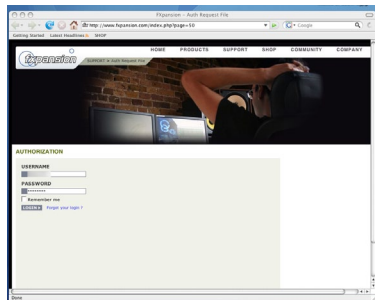 FXpansion - Auth Request File
http://www.fxpansion.com/index.php?page=50
Google
Getting Started Latest Headlines SHOP
HOME PRODUCTS SUPPORT SHOP COMMUNITY COMPANY
fxpansion
SUPPORT Auth Request File
AUTHORIZATION
USERNAME
PASSWORD
••••••••
Remember me
LOGIN
Forgot your login ?
Done